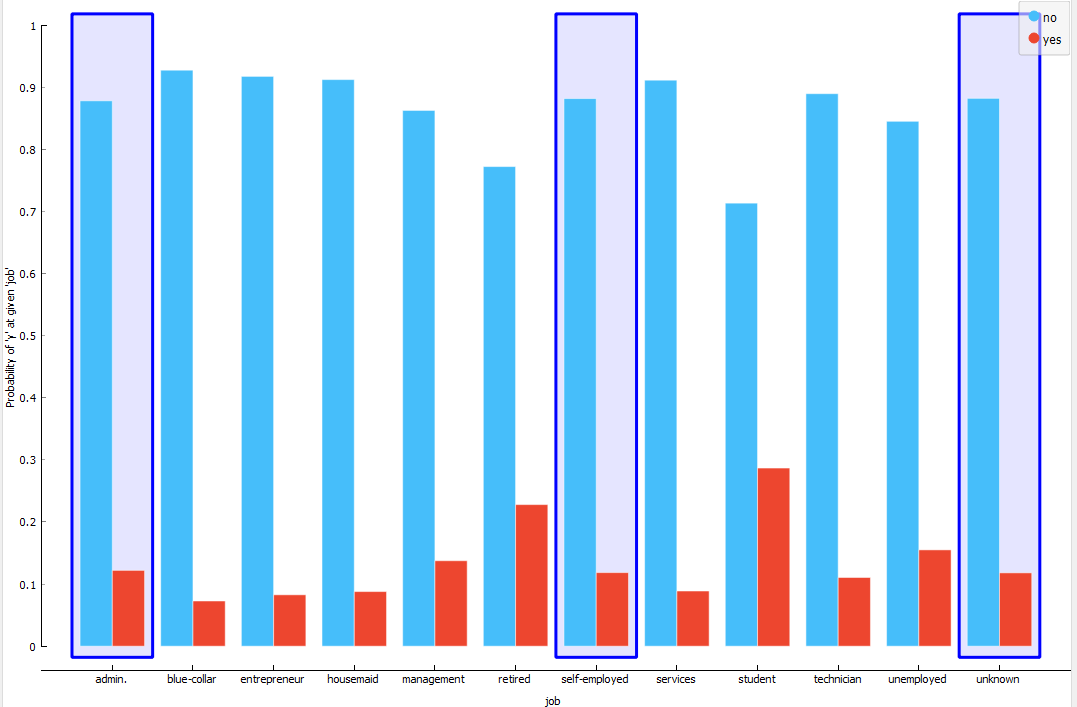 no
yes
1
0.9
0.8
0.7
0.6
0.5
0.4
0.3
0.2
0.1
0
Probability of 'y' at given 'job'
admin. blue-collar entrepreneur housemaid management retired self-employed services student technician unemployed unknown
job